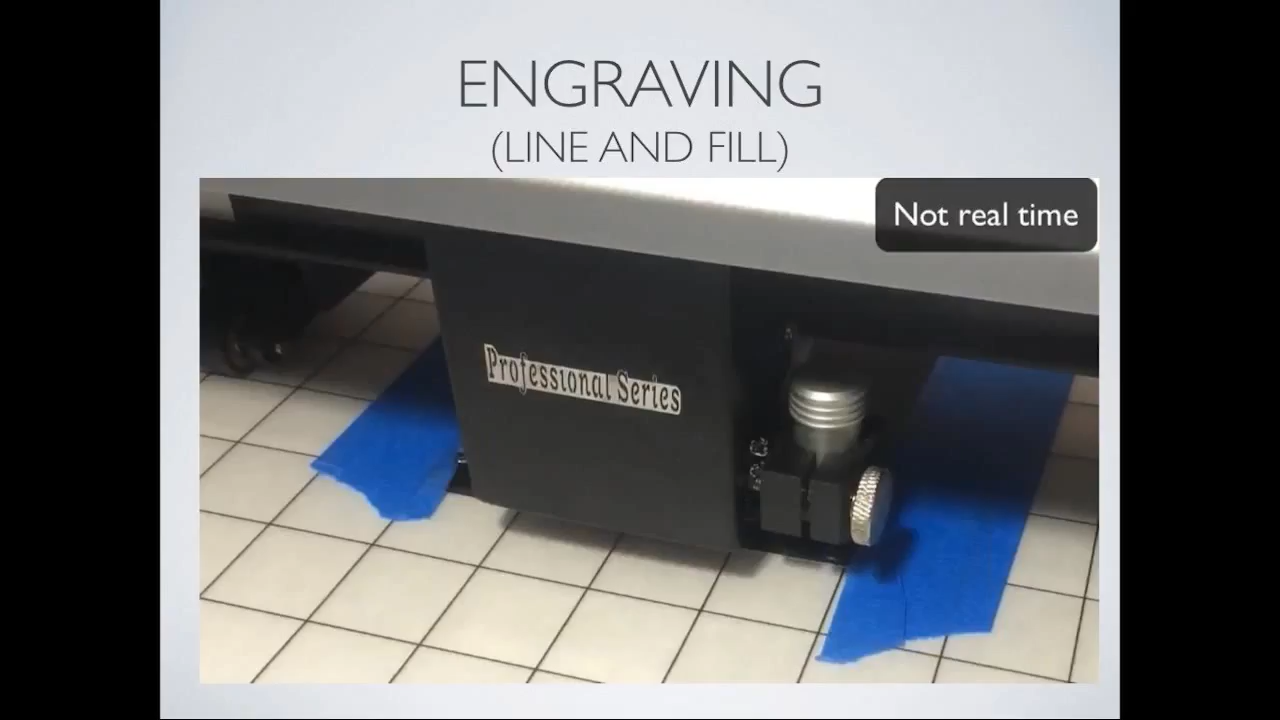 ENGRAVING
(LINE AND FILL)
Not real time
Professional Series